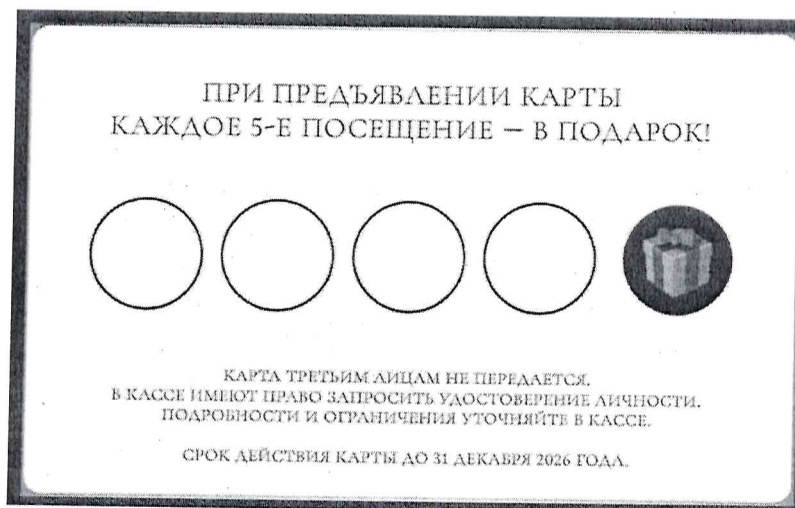 ПРИ ПРЕДЪЯВЛЕНИИ КАРТЫ
КАЖДОЕ 5-Е ПОСЕЩЕНИЕ – В ПОДАРОК!
КАРТА ТРЕТЬИМ ЛИЦАМ НЕ ПЕРЕДАЕТСЯ.
В КАССЕ ИМЕЮТ ПРАВО ЗАПРОСИТЬ УДОСТОВЕРЕНИЕ ЛИЧНОСТИ.
ПОДРОБНОСТИ И ОГРАНИЧЕНИЯ УТОЧНЯЙТЕ В КАССЕ.
СРОК ДЕЙСТВИЯ КАРТЫ ДО 31 ДЕКАБРЯ 2026 ГОДА.